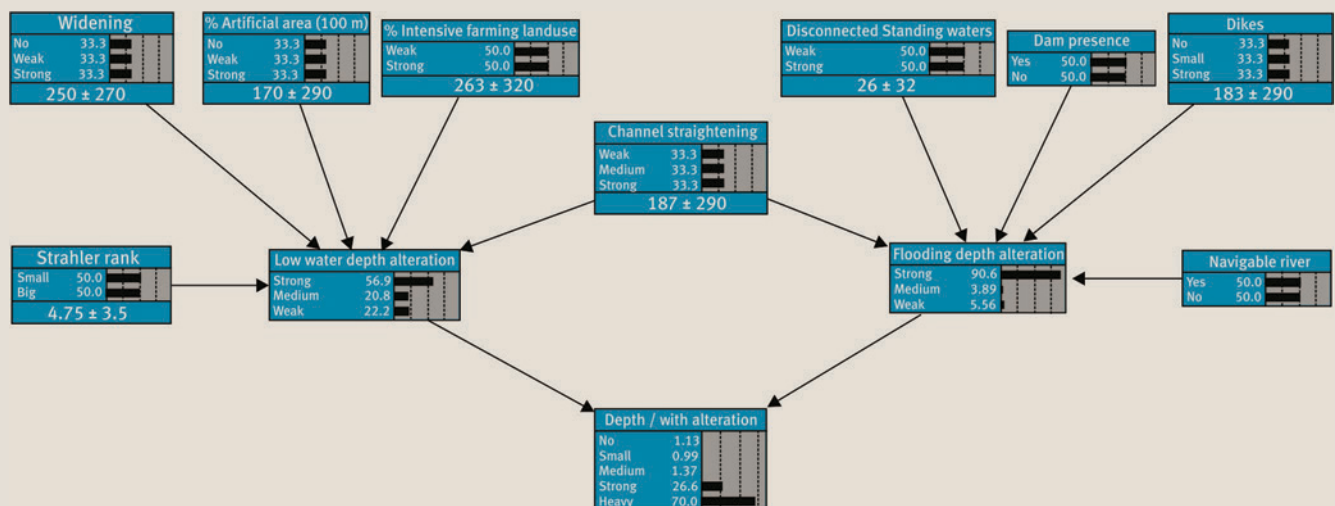 Widening
No 33.3
Weak 33.3
Strong 33.3
250 ± 270
% Artificial area (100 m)
No 33.3
Weak 33.3
Strong 33.3
170 ± 290
% Intensive farming landuse
Weak 50.0
Strong 50.0
263 ± 320
Disconnected Standing waters
Weak 50.0
Strong 50.0
26 ± 32
Dam presence
Yes 50.0
No 50.0
Dikes
No 33.3
Small 33.3
Strong 33.3
183 ± 290
Channel straightening
Weak 33.3
Medium 33.3
Strong 33.3
187 ± 290
Strahler rank
Small 50.0
Big 50.0
4.75 ± 3.5
Low water depth alteration
Strong 56.9
Medium 20.8
Weak 22.2
Flooding depth alteration
Strong 90.6
Medium 3.89
Weak 5.56
Navigable river
Yes 50.0
No 50.0
Depth / with alteration
No 1.13
Small 0.99
Medium 1.37
Strong 26.6
Heavy 70.0